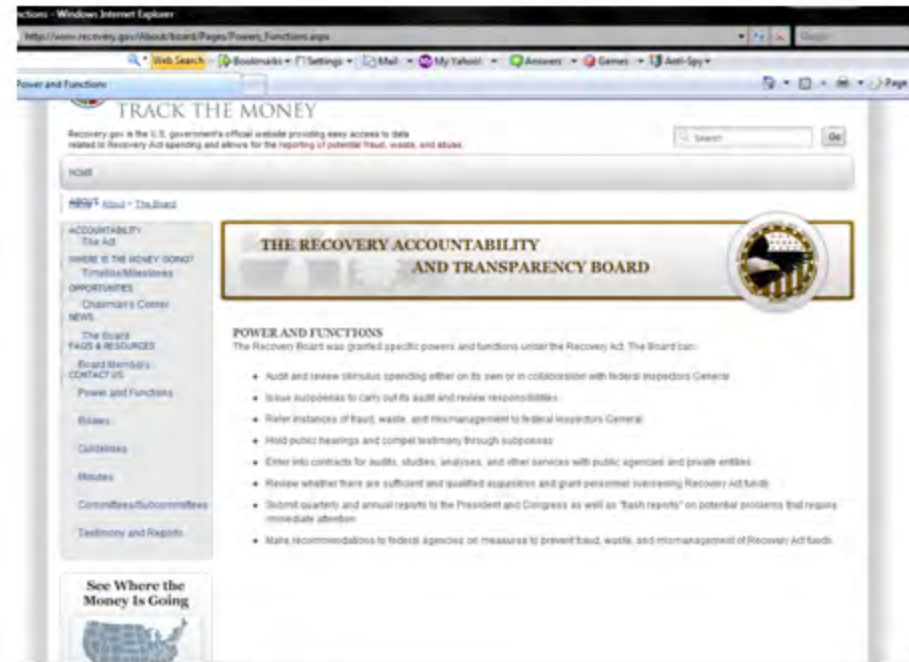 nctions - Windows Internet Explorer
http://www.recovery.gov/About/board/Pages/Powers_Functions.aspx
Web Search Bookmarks Settings Mail My Yahoo! Answers Games Anti-Spy
Power and Functions Page
TRACK THE MONEY
Recovery.gov is the U.S. government's official website providing easy access to data
related to Recovery Act spending and allows for the reporting of potential fraud, waste, and abuse.
Search Go
HOME
ABOUT About The Board
ACCOUNTABILITY
The Act
WHERE IS THE MONEY GOING?
Timeline/Milestones
OPPORTUNITIES
Chairman's Corner
NEWS
The Board
FAQS & RESOURCES
Board Members
CONTACT US
Power and Functions
Bylaws
Guidelines
Minutes
Committees/Subcommittees
Testimony and Reports
See Where the
Money Is Going
THE RECOVERY ACCOUNTABILITY
AND TRANSPARENCY BOARD
POWER AND FUNCTIONS
The Recovery Board was granted specific powers and functions under the Recovery Act. The Board can:
Audit and review stimulus spending either on its own or in collaboration with federal Inspectors General
Issue subpoenas to carry out its audit and review responsibilities
Refer instances of fraud, waste, and mismanagement to federal Inspectors General
Hold public hearings and compel testimony through subpoenas
Enter into contracts for audits, studies, analyses, and other services with public agencies and private entities
Review whether there are sufficient and qualified acquisition and grant personnel overseeing Recovery Act funds
Submit quarterly and annual reports to the President and Congress as well as "flash reports" on potential problems that require
immediate attention
Make recommendations to federal agencies on measures to prevent fraud, waste, and mismanagement of Recovery Act funds